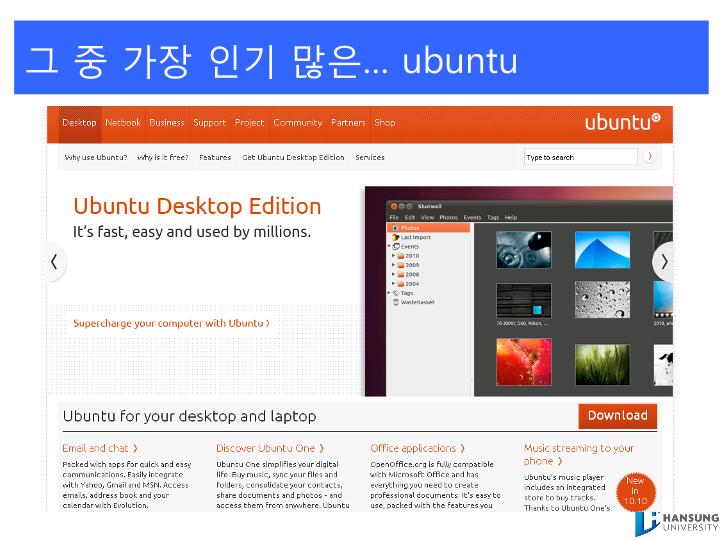 그 중 가장 인기 많은... ubuntu
Desktop Netbook Business Support Project Community Partners Shop
ubuntu
Why use Ubuntu? Why is it free? Features Get Ubuntu Desktop Edition Services
Type to search
Ubuntu Desktop Edition
It's fast, easy and used by millions.
Supercharge your computer with Ubuntu
Shotwell
File Edit View Photos Events Tags Help
Photos
Last Import
Events
2010
2009
2008
2004
Tags
Wastebasket
70-300vr, D60, Nikon, ...
2010, a
Ubuntu for your desktop and laptop
Download
Email and chat
Packed with apps for quick and easy
communications. Easily integrate
with Yahoo, Gmail and MSN. Access
emails, address book and your
calendar with Evolution.
Discover Ubuntu One
Ubuntu One simplifies your digital
life. Buy music, sync your files and
folders, consolidate your contacts,
share documents and photos - and
access them from anywhere. Ubuntu
Office applications
OpenOffice.org is fully compatible
with Microsoft Office and has
everything you need to create
professional documents. It's easy to
use, packed with the features you
Music streaming to your
phone
Ubuntu's music player
includes an integrated
store to buy tracks.
Thanks to Ubuntu One's
New
in
10.10
HANSUNG
UNIVERSITY